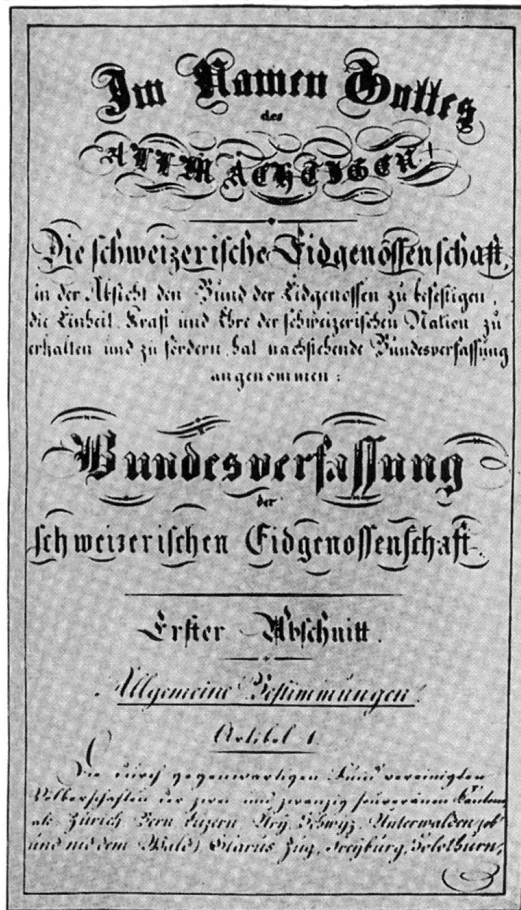 Im Namen Gottes
des
ALLMÄCHTIGEN!
Die schweizerische Eidgenossenschaft,
in der Absicht den Bund der Eidgenossen zu befestigen,
die Einheit, Kraft und Ehre der schweizerischen Nation zu
erhalten und zu fördern, hat nachstehende Bundesverfassung
angenommen:
Bundesverfassung
der
schweizerischen Eidgenossenschaft.
Erster Abschnitt.
Allgemeine Bestimmungen.
Artikel 1
Die durch gegenwärtigen Bund vereinigten
Völkerschaften der zwei und zwanzig souveränen Kantone
als: Zürich, Bern, Luzern, Ury, Schwyz, Unterwalden, ob
und nid dem Wald, Glarus, Zug, Freyburg, Solothurn,